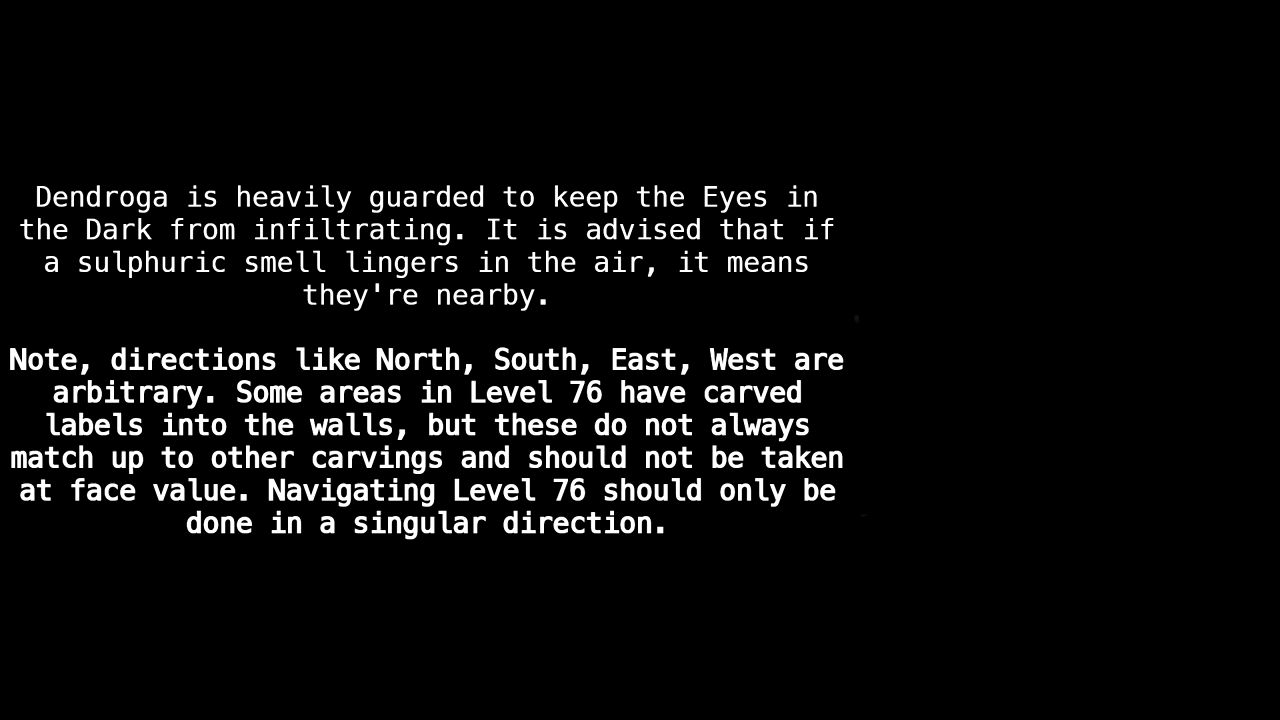 Dendroga is heavily guarded to keep the Eyes in
the Dark from infiltrating. It is advised that if
a sulphuric smell lingers in the air, it means
they're nearby.
Note, directions like North, South, East, West are
arbitrary. Some areas in Level 76 have carved
labels into the walls, but these do not always
match up to other carvings and should not be taken
at face value. Navigating Level 76 should only be
done in a singular direction.